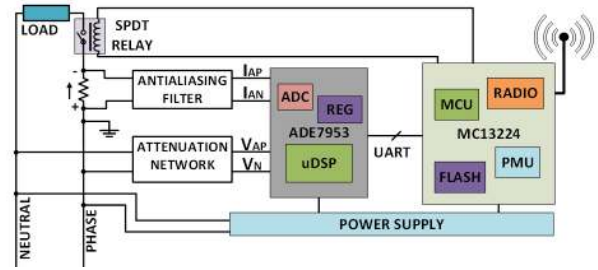 LOAD
SPDT
RELAY
-
+
ANTIALIASING
FILTER
IAP
IAN
ATTENUATION
NETWORK
VAP
VN
ADC
REG
ADE7953
uDSP
UART
MCU
RADIO
MC13224
FLASH
PMU
POWER SUPPLY
NEUTRAL
PHASE